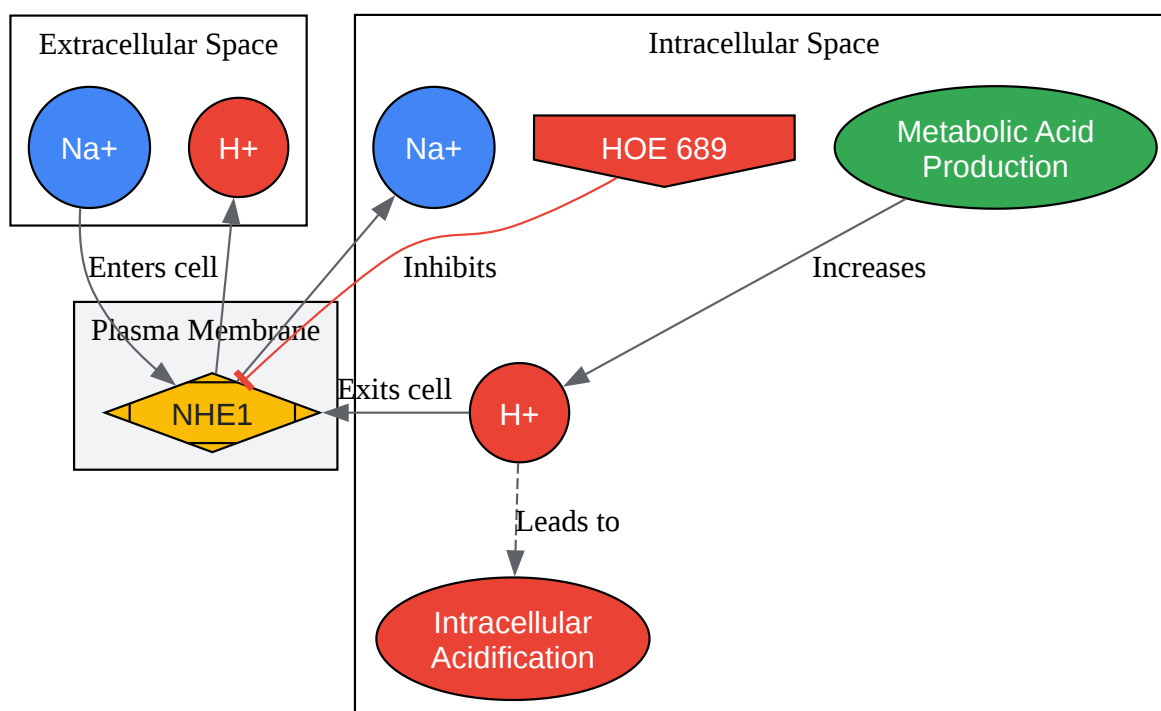 Extracellular Space
Intracellular Space
Na+
H+
Na+
HOE 689
Metabolic Acid
Production
Enters cell
Inhibits
Increases
Plasma Membrane
NHE1
Exits cell
H+
Leads to
Intracellular
Acidification